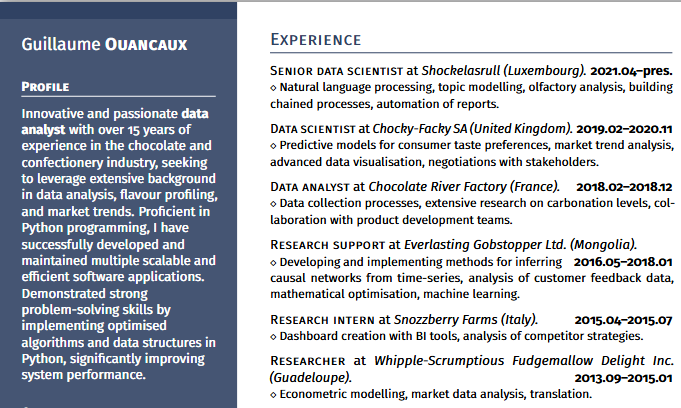 Guillaume OUANCAUX
PROFILE
Innovative and passionate data
analyst with over 15 years of
experience in the chocolate and
confectionery industry, seeking
to leverage extensive background
in data analysis, flavour profiling,
and market trends. Proficient in
Python programming, I have
successfully developed and
maintained multiple scalable and
efficient software applications.
Demonstrated strong
problem-solving skills by
implementing optimised
algorithms and data structures in
Python, significantly improving
system performance.
EXPERIENCE
SENIOR DATA SCIENTIST at Shockelasrull (Luxembourg). 2021.04–pres.
⋄ Natural language processing, topic modelling, olfactory analysis, building
chained processes, automation of reports.
DATA SCIENTIST at Chocky-Facky SA (United Kingdom). 2019.02–2020.11
⋄ Predictive models for consumer taste preferences, market trend analysis,
advanced data visualisation, negotiations with stakeholders.
DATA ANALYST at Chocolate River Factory (France). 2018.02–2018.12
⋄ Data collection processes, extensive research on carbonation levels, col-
laboration with product development teams.
RESEARCH SUPPORT at Everlasting Gobstopper Ltd. (Mongolia).
⋄ Developing and implementing methods for inferring 2016.05–2018.01
causal networks from time-series, analysis of customer feedback data,
mathematical optimisation, machine learning.
RESEARCH INTERN at Snozzberry Farms (Italy). 2015.04–2015.07
⋄ Dashboard creation with BI tools, analysis of competitor strategies.
RESEARCHER at Whipple-Scrumptious Fudgemallow Delight Inc.
(Guadeloupe). 2013.09–2015.01
⋄ Econometric modelling, market data analysis, translation.